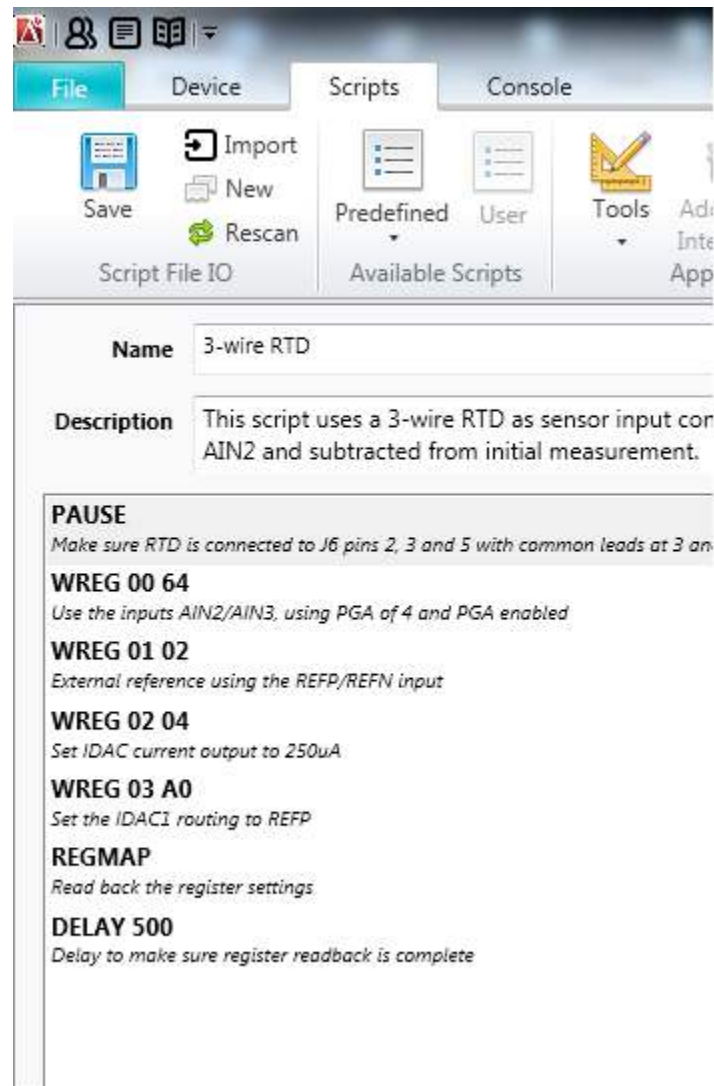 File Device Scripts Console
Import
New
Rescan
Save
Predefined
User
Tools
Script File IO
Available Scripts
Name 3-wire RTD
Description This script uses a 3-wire RTD as sensor input
AIN2 and subtracted from initial measurement.
PAUSE
Make sure RTD is connected to J6 pins 2, 3 and 5 with common leads at 3
WREG 00 64
Use the inputs AIN2/AIN3, using PGA of 4 and PGA enabled
WREG 01 02
External reference using the REFP/REFN input
WREG 02 04
Set IDAC current output to 250uA
WREG 03 A0
Set the IDAC1 routing to REFP
REGMAP
Read back the register settings
DELAY 500
Delay to make sure register readback is complete